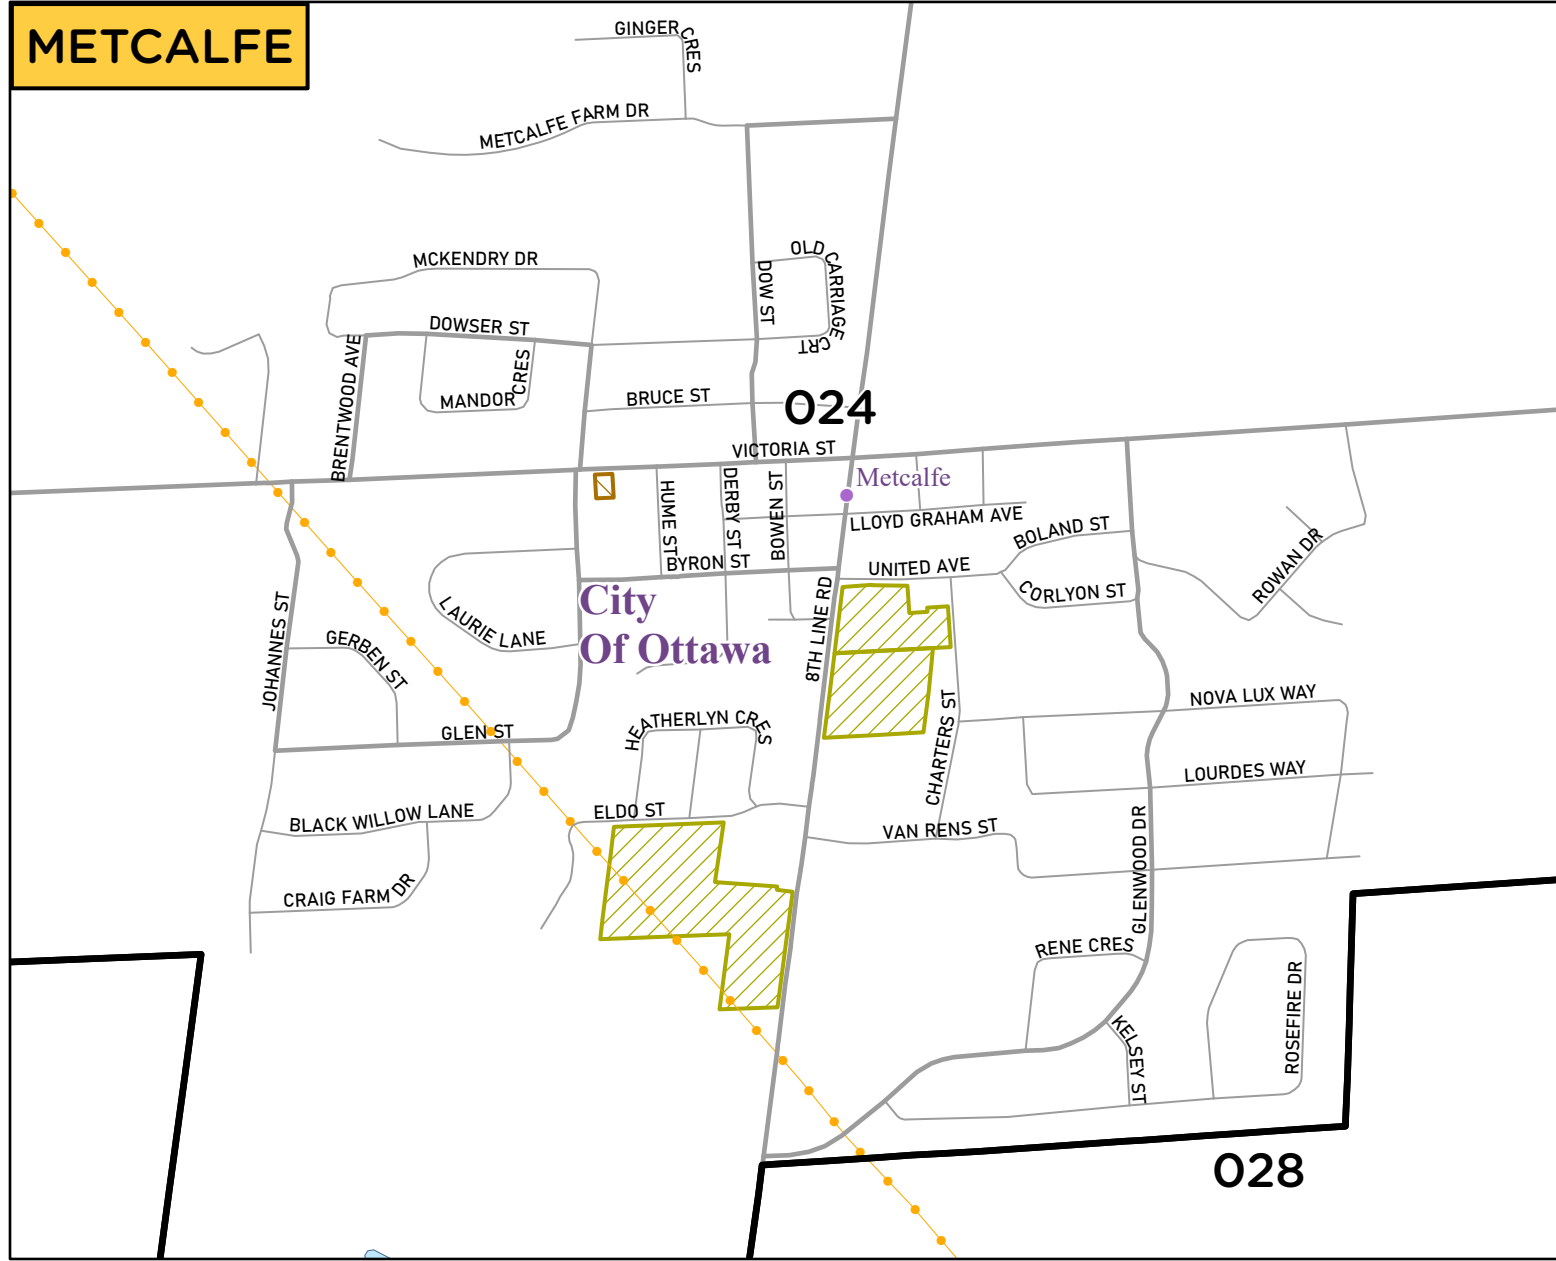 METCALFE
GINGER CRES
METCALFE FARM DR
MCKENDRY DR
OLD CARRIAGE CRT
DOW ST
DOWSER ST
BRENTWOOD AVE
MANDOR CRES
BRUCE ST
024
VICTORIA ST
Metcalfe
HUME ST
DERBY ST
BOWEN ST
LLOYD GRAHAM AVE
BOLAND ST
ROWAN DR
BYRON ST
UNITED AVE
CORLYON ST
City
Of Ottawa
LAURIE LANE
JOHANNES ST
GERBEN ST
8TH LINE RD
GLEN ST
HEATHERLYN CRES
CHARTERS ST
NOVA LUX WAY
LOURDES WAY
BLACK WILLOW LANE
ELDO ST
VAN RENS ST
GLENWOOD DR
CRAIG FARM DR
RENE CRES
KELSEY ST
ROSEFIRE DR
028